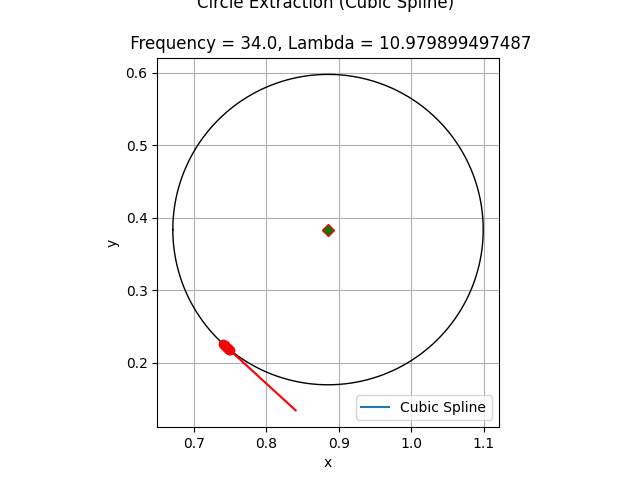 Circle Extraction (Cubic Spline)
Frequency = 34.0, Lambda = 10.979899497487
0.6
0.5
0.4
0.3
0.2
y
0.7 0.8 0.9 1.0 1.1
x
Cubic Spline